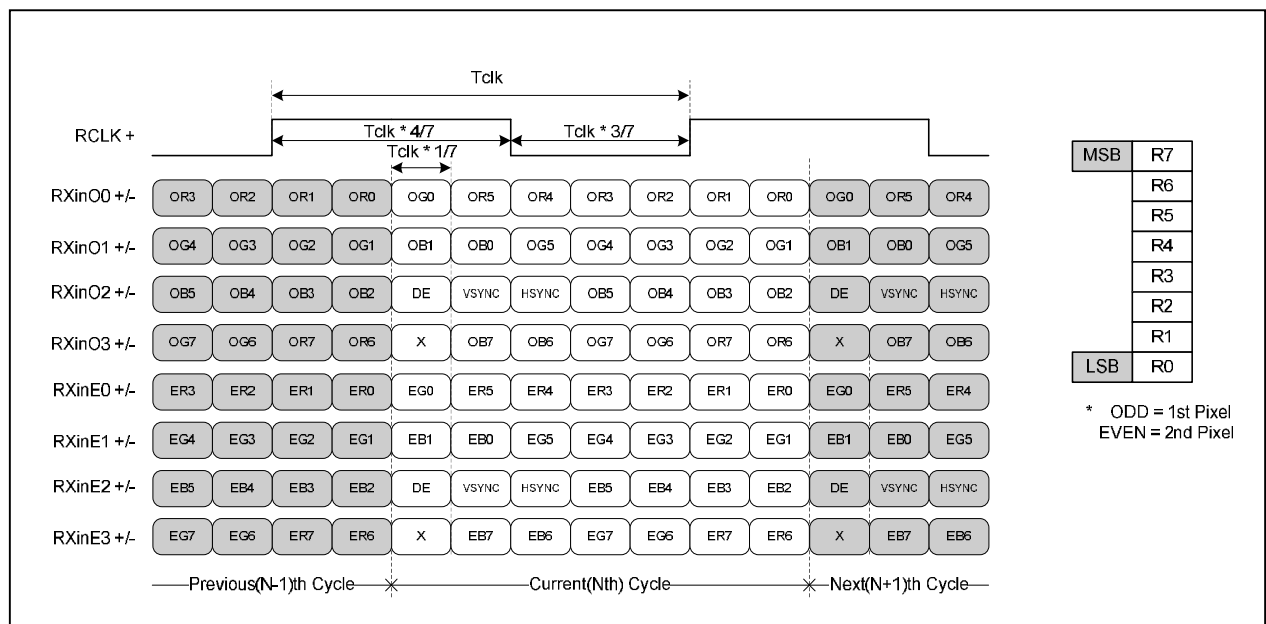 Tclk
RCLK +
Tclk * 4/7
Tclk * 3/7
Tclk * 1/7
RXinO0 +/- OR3 OR2 OR1 OR0 OG0 OR5 OR4 OR3 OR2 OR1 OR0 OG0 OR5 OR4
RXinO1 +/- OG4 OG3 OG2 OG1 OB1 OB0 OG5 OG4 OG3 OG2 OG1 OB1 OB0 OG5
RXinO2 +/- OB5 OB4 OB3 OB2 DE VSYNC HSYNC OB5 OB4 OB3 OB2 DE VSYNC HSYNC
RXinO3 +/- OG7 OG6 OR7 OR6 X OB7 OB6 OG7 OG6 OR7 OR6 X OB7 OB6
RXinE0 +/- ER3 ER2 ER1 ER0 EG0 ER5 ER4 ER3 ER2 ER1 ER0 EG0 ER5 ER4
RXinE1 +/- EG4 EG3 EG2 EG1 EB1 EB0 EG5 EG4 EG3 EG2 EG1 EB1 EB0 EG5
RXinE2 +/- EB5 EB4 EB3 EB2 DE VSYNC HSYNC EB5 EB4 EB3 EB2 DE VSYNC HSYNC
RXinE3 +/- EG7 EG6 ER7 ER6 X EB7 EB6 EG7 EG6 ER7 ER6 X EB7 EB6
Previous(N-1)th Cycle Current(Nth) Cycle Next(N+1)th Cycle
MSB R7
R6
R5
R4
R3
R2
R1
LSB R0
* ODD = 1st Pixel
EVEN = 2nd Pixel